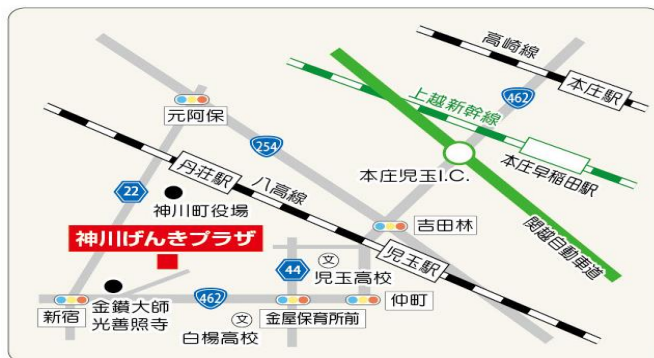 高崎線
本庄駅
462
上越新幹線
本庄早稲田駅
元阿保
254
本庄児玉I.C.
関越自動車道
丹荘駅
八高線
22
神川町役場
吉田林
児玉駅
神川げんきプラザ
文
児玉高校
44
金鑚大師
光善照寺
462
新宿
文
白楊高校
金屋保育所前
仲町